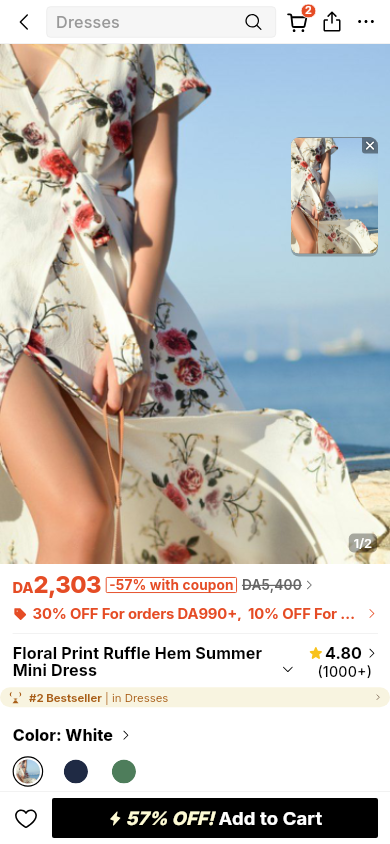 Dresses
2
1/2
DA2,303 -57% with coupon DA5,400
30% OFF For orders DA990+, 10% OFF For ...
Floral Print Ruffle Hem Summer
Mini Dress
4.80
(1000+)
#2 Bestseller | in Dresses
Color: White
57% OFF! Add to Cart